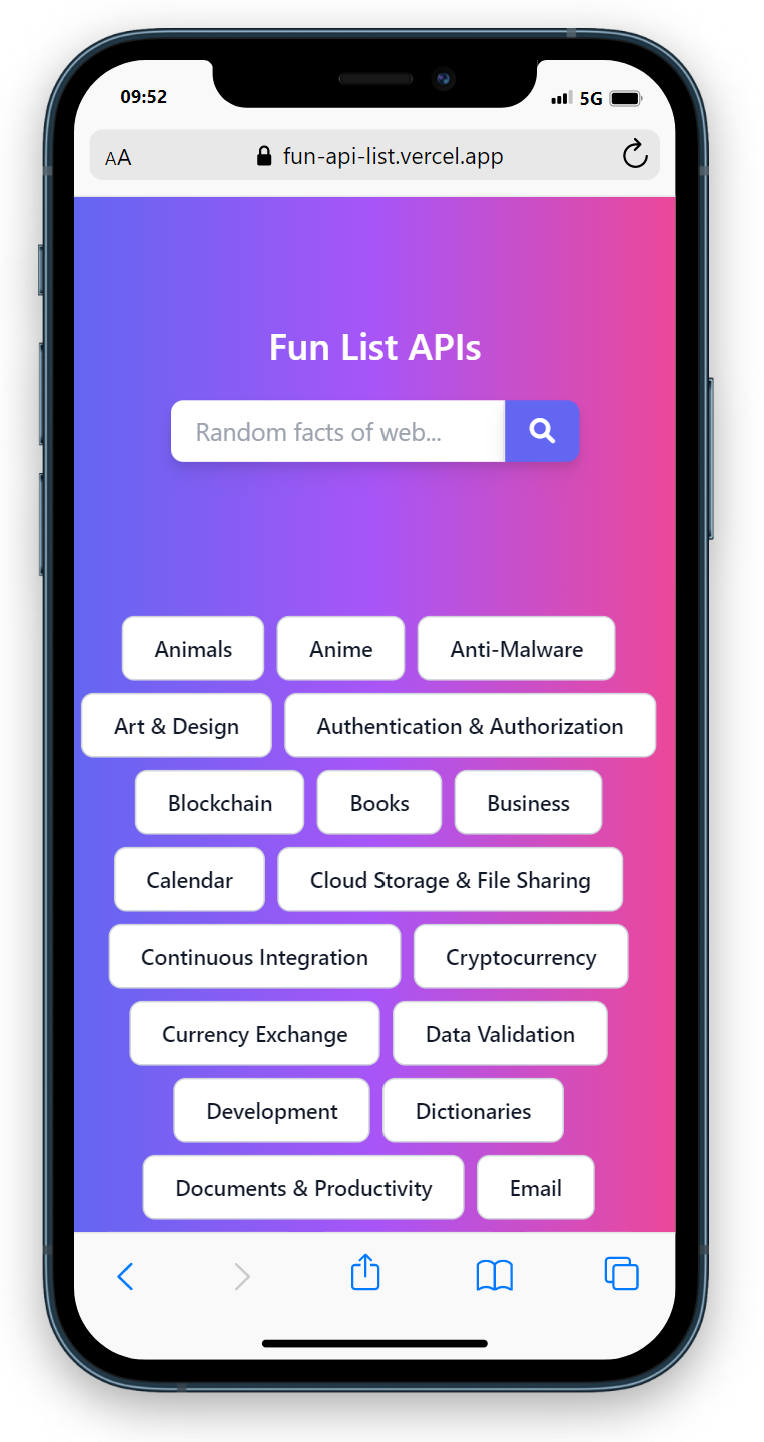 09:52 5G
AA fun-api-list.vercel.app
Fun List APIs
Random facts of web...
Animals Anime Anti-Malware
Art & Design Authentication & Authorization
Blockchain Books Business
Calendar Cloud Storage & File Sharing
Continuous Integration Cryptocurrency
Currency Exchange Data Validation
Development Dictionaries
Documents & Productivity Email